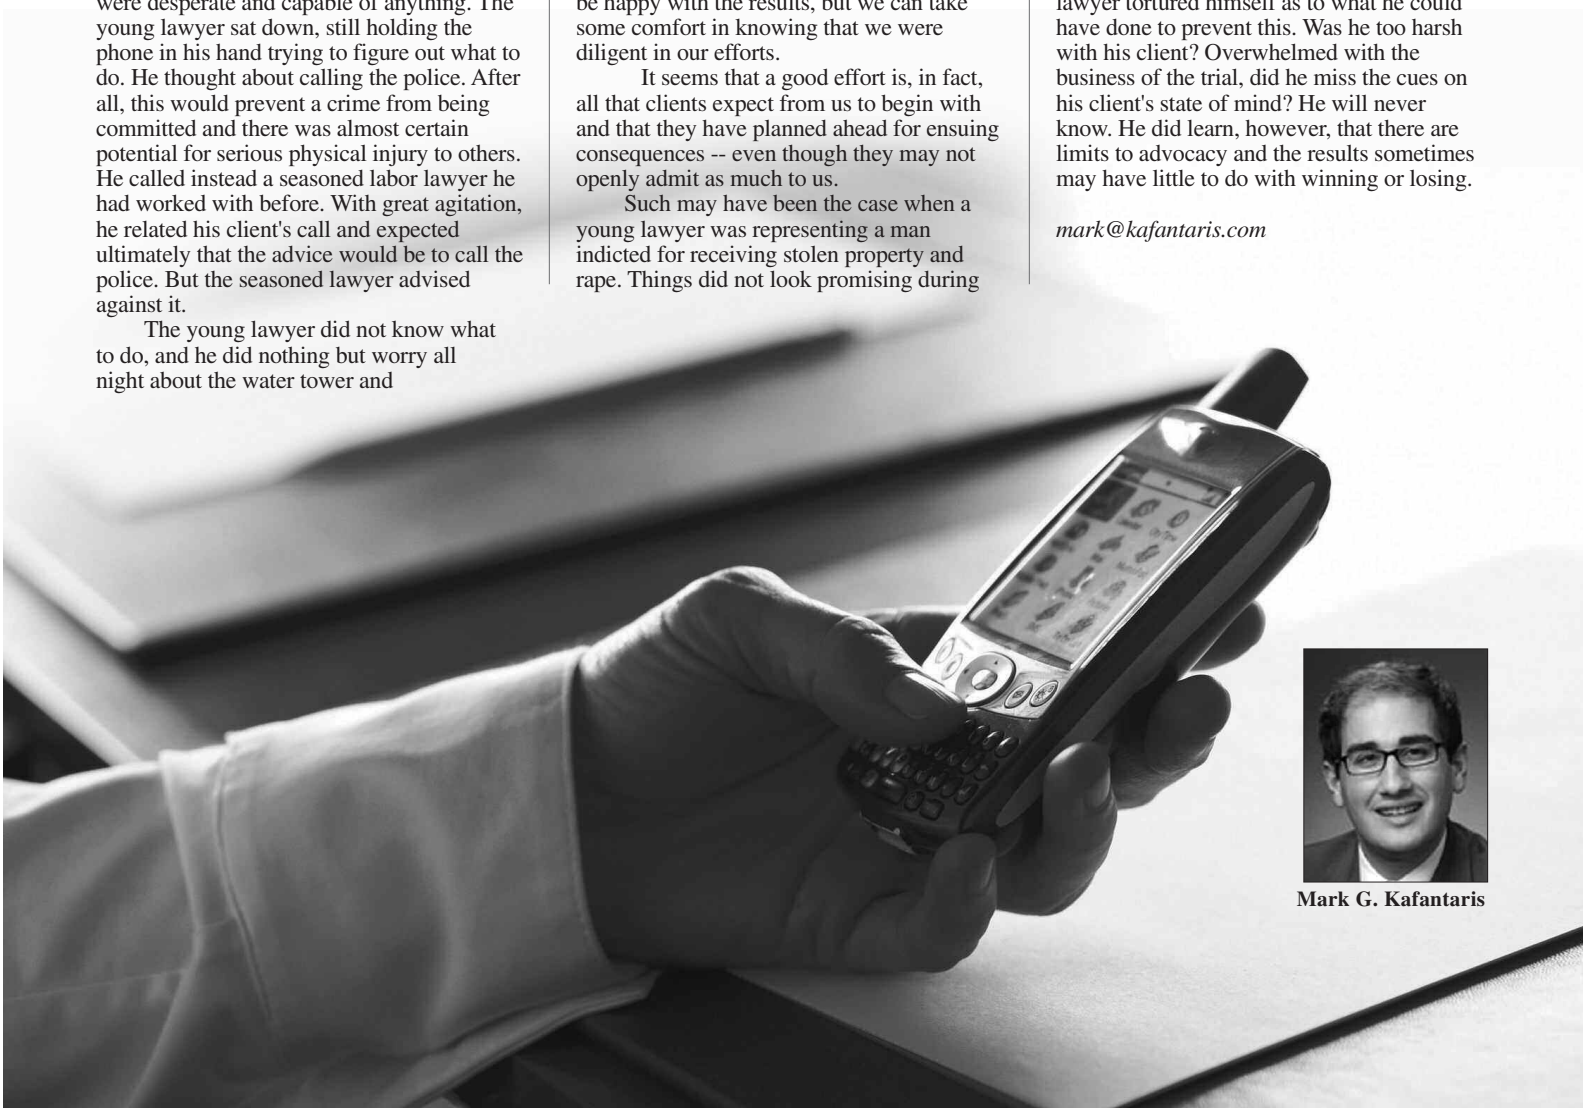 were desperate and capable of anything. The
young lawyer sat down, still holding the
phone in his hand trying to figure out what to
do. He thought about calling the police. After
all, this would prevent a crime from being
committed and there was almost certain
potential for serious physical injury to others.
He called instead a seasoned labor lawyer he
had worked with before. With great agitation,
he related his client's call and expected
ultimately that the advice would be to call the
police. But the seasoned lawyer advised
against it.
The young lawyer did not know what
to do, and he did nothing but worry all
night about the water tower and
be happy with the results, but we can take
some comfort in knowing that we were
diligent in our efforts.
It seems that a good effort is, in fact,
all that clients expect from us to begin with
and that they have planned ahead for ensuing
consequences -- even though they may not
openly admit as much to us.
Such may have been the case when a
young lawyer was representing a man
indicted for receiving stolen property and
rape. Things did not look promising during
lawyer tortured himself as to what he could
have done to prevent this. Was he too harsh
with his client? Overwhelmed with the
business of the trial, did he miss the cues on
his client's state of mind? He will never
know. He did learn, however, that there are
limits to advocacy and the results sometimes
may have little to do with winning or losing.
mark@kafantaris.com
Mark G. Kafantaris